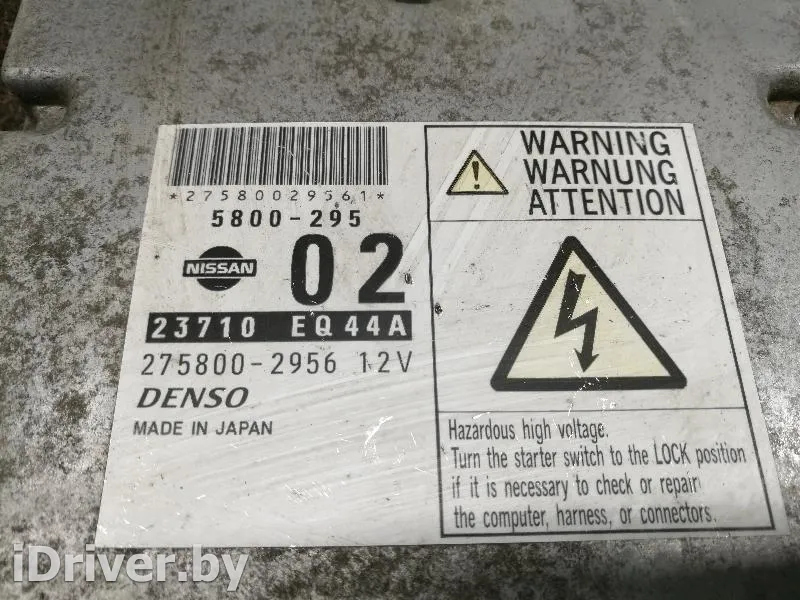 *27580029561*
5800-295
NISSAN
02
23710 EQ44A
275800-2956 12V
DENSO
MADE IN JAPAN
WARNING
WARNUNG
ATTENTION
Hazardous high voltage.
Turn the starter switch to the LOCK position
if it is necessary to check or repair
the computer, harness, or connectors.
iDriver.by